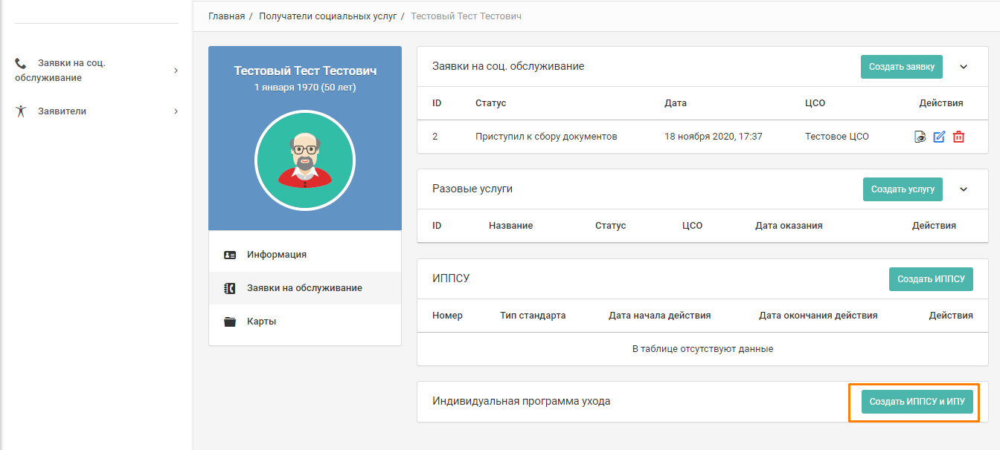 Главная / Получатели социальных услуг / Тестовый Тест Тестович
Заявки на соц.
обслуживание
Заявители
Тестовый Тест Тестович
1 января 1970 (50 лет)
Информация
Заявки на обслуживание
Карты
Заявки на соц. обслуживание Создать заявку
ID Статус Дата ЦСО Действия
2 Приступил к сбору документов 18 ноября 2020, 17:37 Тестовое ЦСО
Разовые услуги Создать услугу
ID Название Статус ЦСО Дата оказания Действия
ИППСУ Создать ИППСУ
Номер Тип стандарта Дата начала действия Дата окончания действия Действия
В таблице отсутствуют данные
Индивидуальная программа ухода Создать ИППСУ и ИПУ